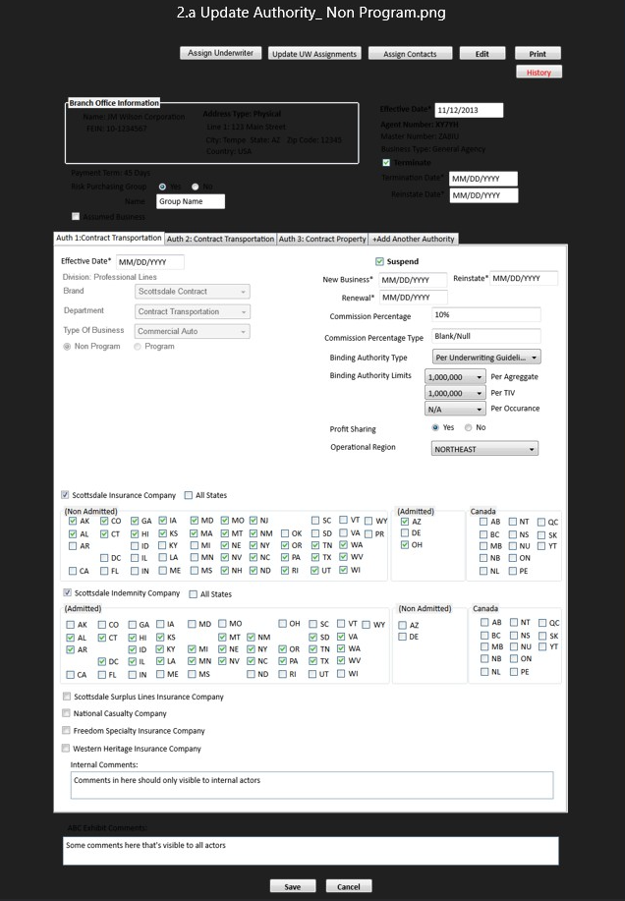 2.a Update Authority_ Non Program.png
Assign Underwriter Update UW Assignments Assign Contacts Edit Print
History
Branch Office Information
Name: JM Wilson Corporation
FEIN: 10-1234567
Address Type: Physical
Line 1: 123 Main Street
City: Tempe State: AZ Zip Code: 12345
Country: USA
Effective Date* 11/12/2013
Agent Number: XY7YH
Master Number: ZABIU
Business Type: General Agency
Terminate
Termination Date* MM/DD/YYYY
Reinstate Date* MM/DD/YYYY
Payment Term: 45 Days
Risk Purchasing Group Yes No
Name Group Name
Assumed Business
Auth 1:Contract Transportation Auth 2: Contract Transportation Auth 3: Contract Property +Add Another Authority
Effective Date* MM/DD/YYYY
Division: Professional Lines
Brand Scottsdale Contract
Department Contract Transportation
Type Of Business Commercial Auto
Non Program Program
Suspend
New Business* MM/DD/YYYY Reinstate* MM/DD/YYYY
Renewal* MM/DD/YYYY
Commission Percentage 10%
Commission Percentage Type Blank/Null
Binding Authority Type Per Underwriting Guideli...
Binding Authority Limits 1,000,000 Per Agreggate
1,000,000 Per TIV
N/A Per Occurance
Profit Sharing Yes No
Operational Region NORTHEAST
Scottsdale Insurance Company All States
(Non Admitted) (Admitted) Canada
AK CO GA IA MD MO NJ SC VT WY AZ AB NT QC
AL CT HI KS MA MT NM OK SD VA PR DE BC NS SK
AR ID KY MI NE NY OR TN WA OH MB NU YT
DC IL LA MN NV NC PA TX WV NB ON
CA FL IN ME MS NH ND RI UT WI NL PE
Scottsdale Indemnity Company All States
(Admitted) (Non Admitted) Canada
AK CO GA IA MD MO OH SC VT WY AZ AB NT QC
AL CT HI KS MT NM SD VA DE BC NS SK
AR ID KY MI NE NY OR TN WA MB NU YT
DC IL LA MN NV NC PA TX WV NB ON
CA FL IN ME MS ND RI UT WI NL PE
Scottsdale Surplus Lines Insurance Company
National Casualty Company
Freedom Specialty Insurance Company
Western Heritage Insurance Company
Internal Comments:
Comments in here should only visible to internal actors
ABC Exhibit Comments:
Some comments here that's visible to all actors
Save Cancel